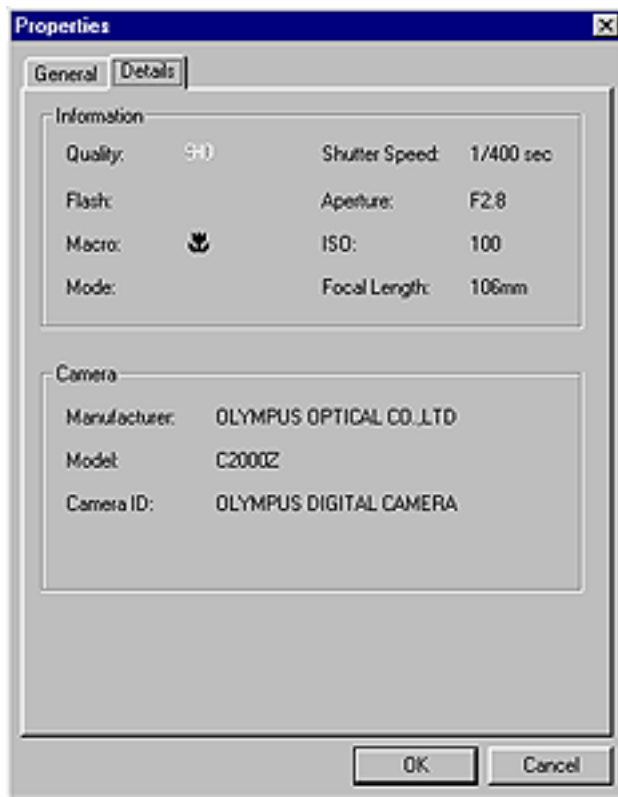 Properties
General Details
Information
Quality: SHQ Shutter Speed: 1/400 sec
Flash: Aperture: F2.8
Macro: ISO: 100
Mode: Focal Length: 106mm
Camera
Manufacturer: OLYMPUS OPTICAL CO.,LTD
Model: C2000Z
Camera ID: OLYMPUS DIGITAL CAMERA
OK Cancel